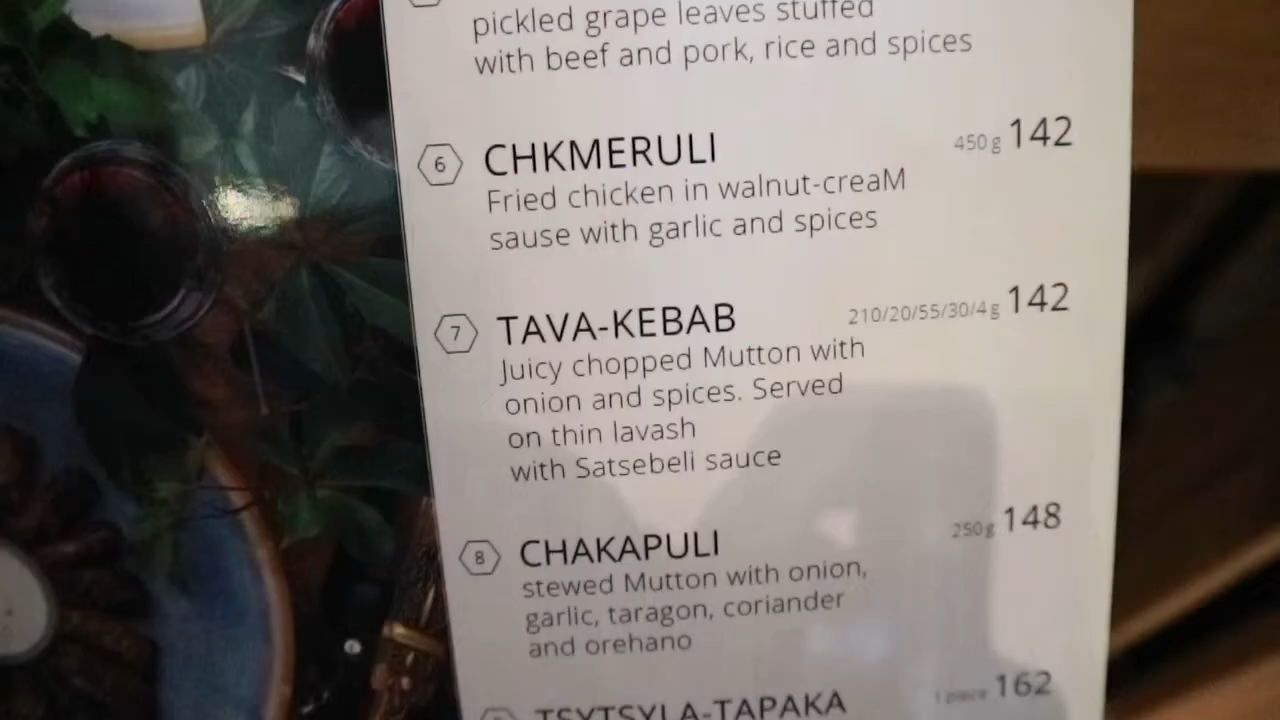 pickled grape leaves stuffed
with beef and pork, rice and spices
6 CHKMERULI 450 g 142
Fried chicken in walnut-creaM
sause with garlic and spices
7 TAVA-KEBAB 210/20/55/30/4 g 142
Juicy chopped Mutton with
onion and spices. Served
on thin lavash
with Satsebeli sauce
8 CHAKAPULI 250 g 148
stewed Mutton with onion,
garlic, taragon, coriander
and orehano
TSYTSYLA-TAPAKA 1 piece 162